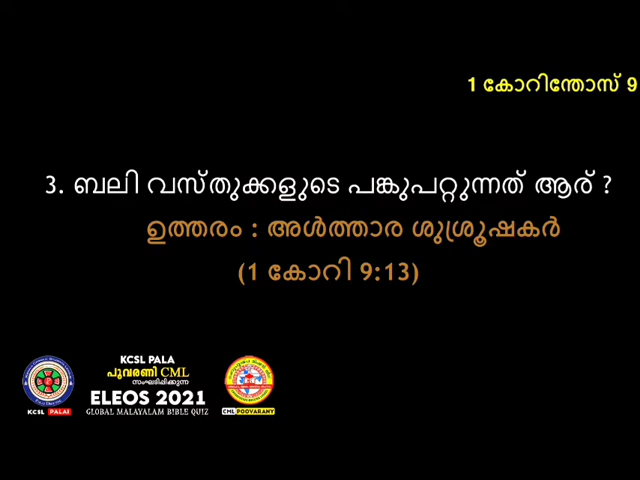 1 കോറിന്തോസ് 9
3. ബലി വസ്തുക്കളുടെ പങ്കുപറ്റുന്നത് ആര് ?
ഉത്തരം : അൾത്താര ശുശ്രൂഷകർ
(1 കോറി 9:13)
KCSL PALA
പൂവരണി CML
സംഘടിപ്പിക്കുന്ന
ELEOS 2021
GLOBAL MALAYALAM BIBLE QUIZ
KCSL PALAI
CML POOVARANY